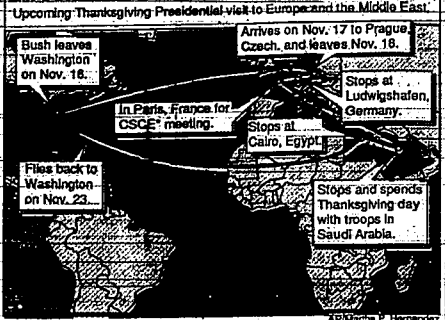 Upcoming Thanksgiving Presidential visit to Europe and the Middle East.
Bush leaves
Washington
on Nov. 16.
Arrives on Nov. 17 to Prague,
Czech. and leaves Nov. 18.
In Paris, France for
CSCE* meeting.
Stops at
Ludwigshafen,
Germany.
Stops at
Cairo, Egypt.
Flies back to
Washington
on Nov. 23.
Stops and spends
Thanksgiving day
with troops in
Saudi Arabia.
AP/Martha P. Hernandez